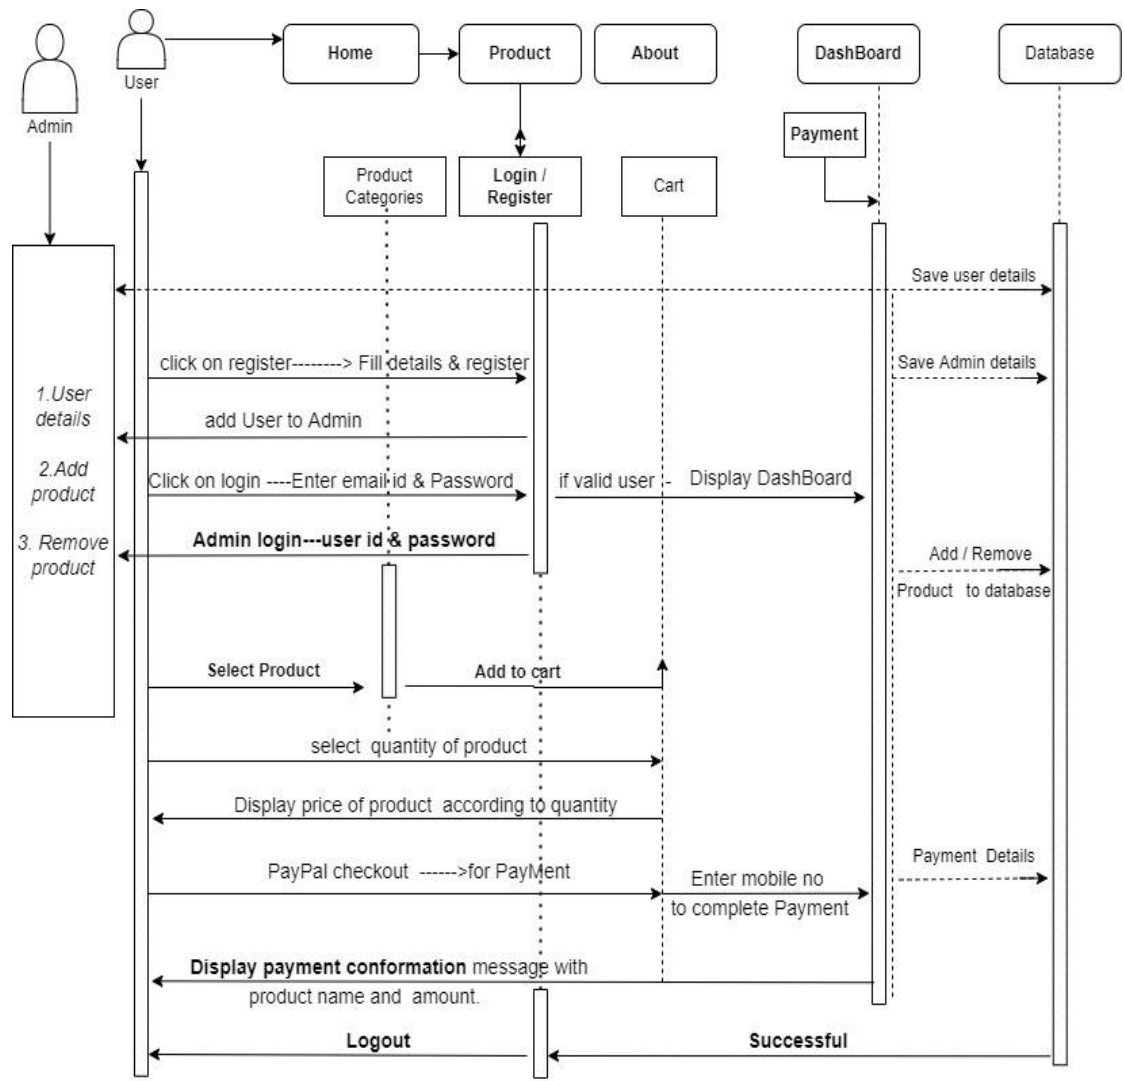 Home
Product
About
DashBoard
Database
User
Admin
Payment
Product
Categories
Login /
Register
Cart
Save user details
click on register--------> Fill details & register
Save Admin details
1.User
details
add User to Admin
2.Add
product
Click on login ----Enter email id & Password
if valid user :-
Display DashBoard
3. Remove
product
Admin login---user id & password
Add / Remove
Product to database
Select Product
Add to cart
select quantity of product
Display price of product according to quantity
PayPal checkout ------>for PayMent
Enter mobile no
to complete Payment
Payment Details
Display payment conformation message with
product name and amount.
Logout
Successful